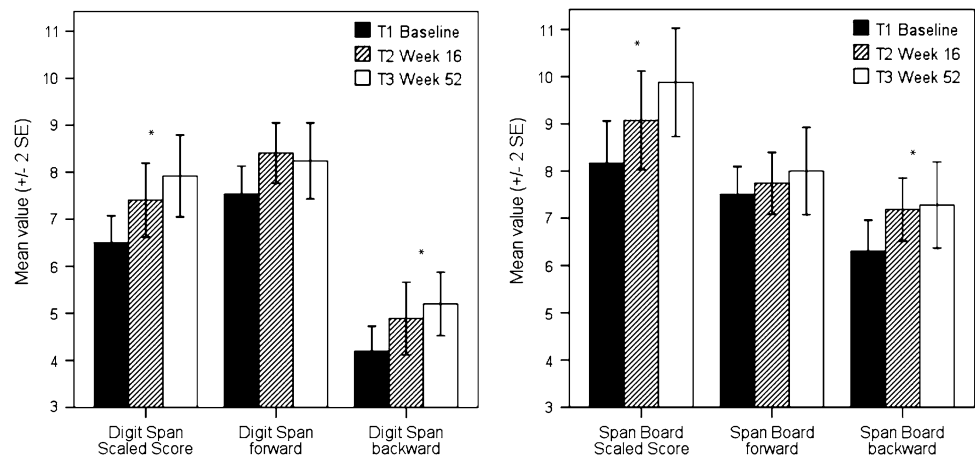 11
10
9
8
7
6
5
4
3
Mean value (+/- 2 SE)
T1 Baseline
T2 Week 16
T3 Week 52
*
*
Digit Span
Scaled Score
Digit Span
forward
Digit Span
backward
11
10
9
8
7
6
5
4
3
Mean value (+/- 2 SE)
T1 Baseline
T2 Week 16
T3 Week 52
*
*
Span Board
Scaled Score
Span Board
forward
Span Board
backward